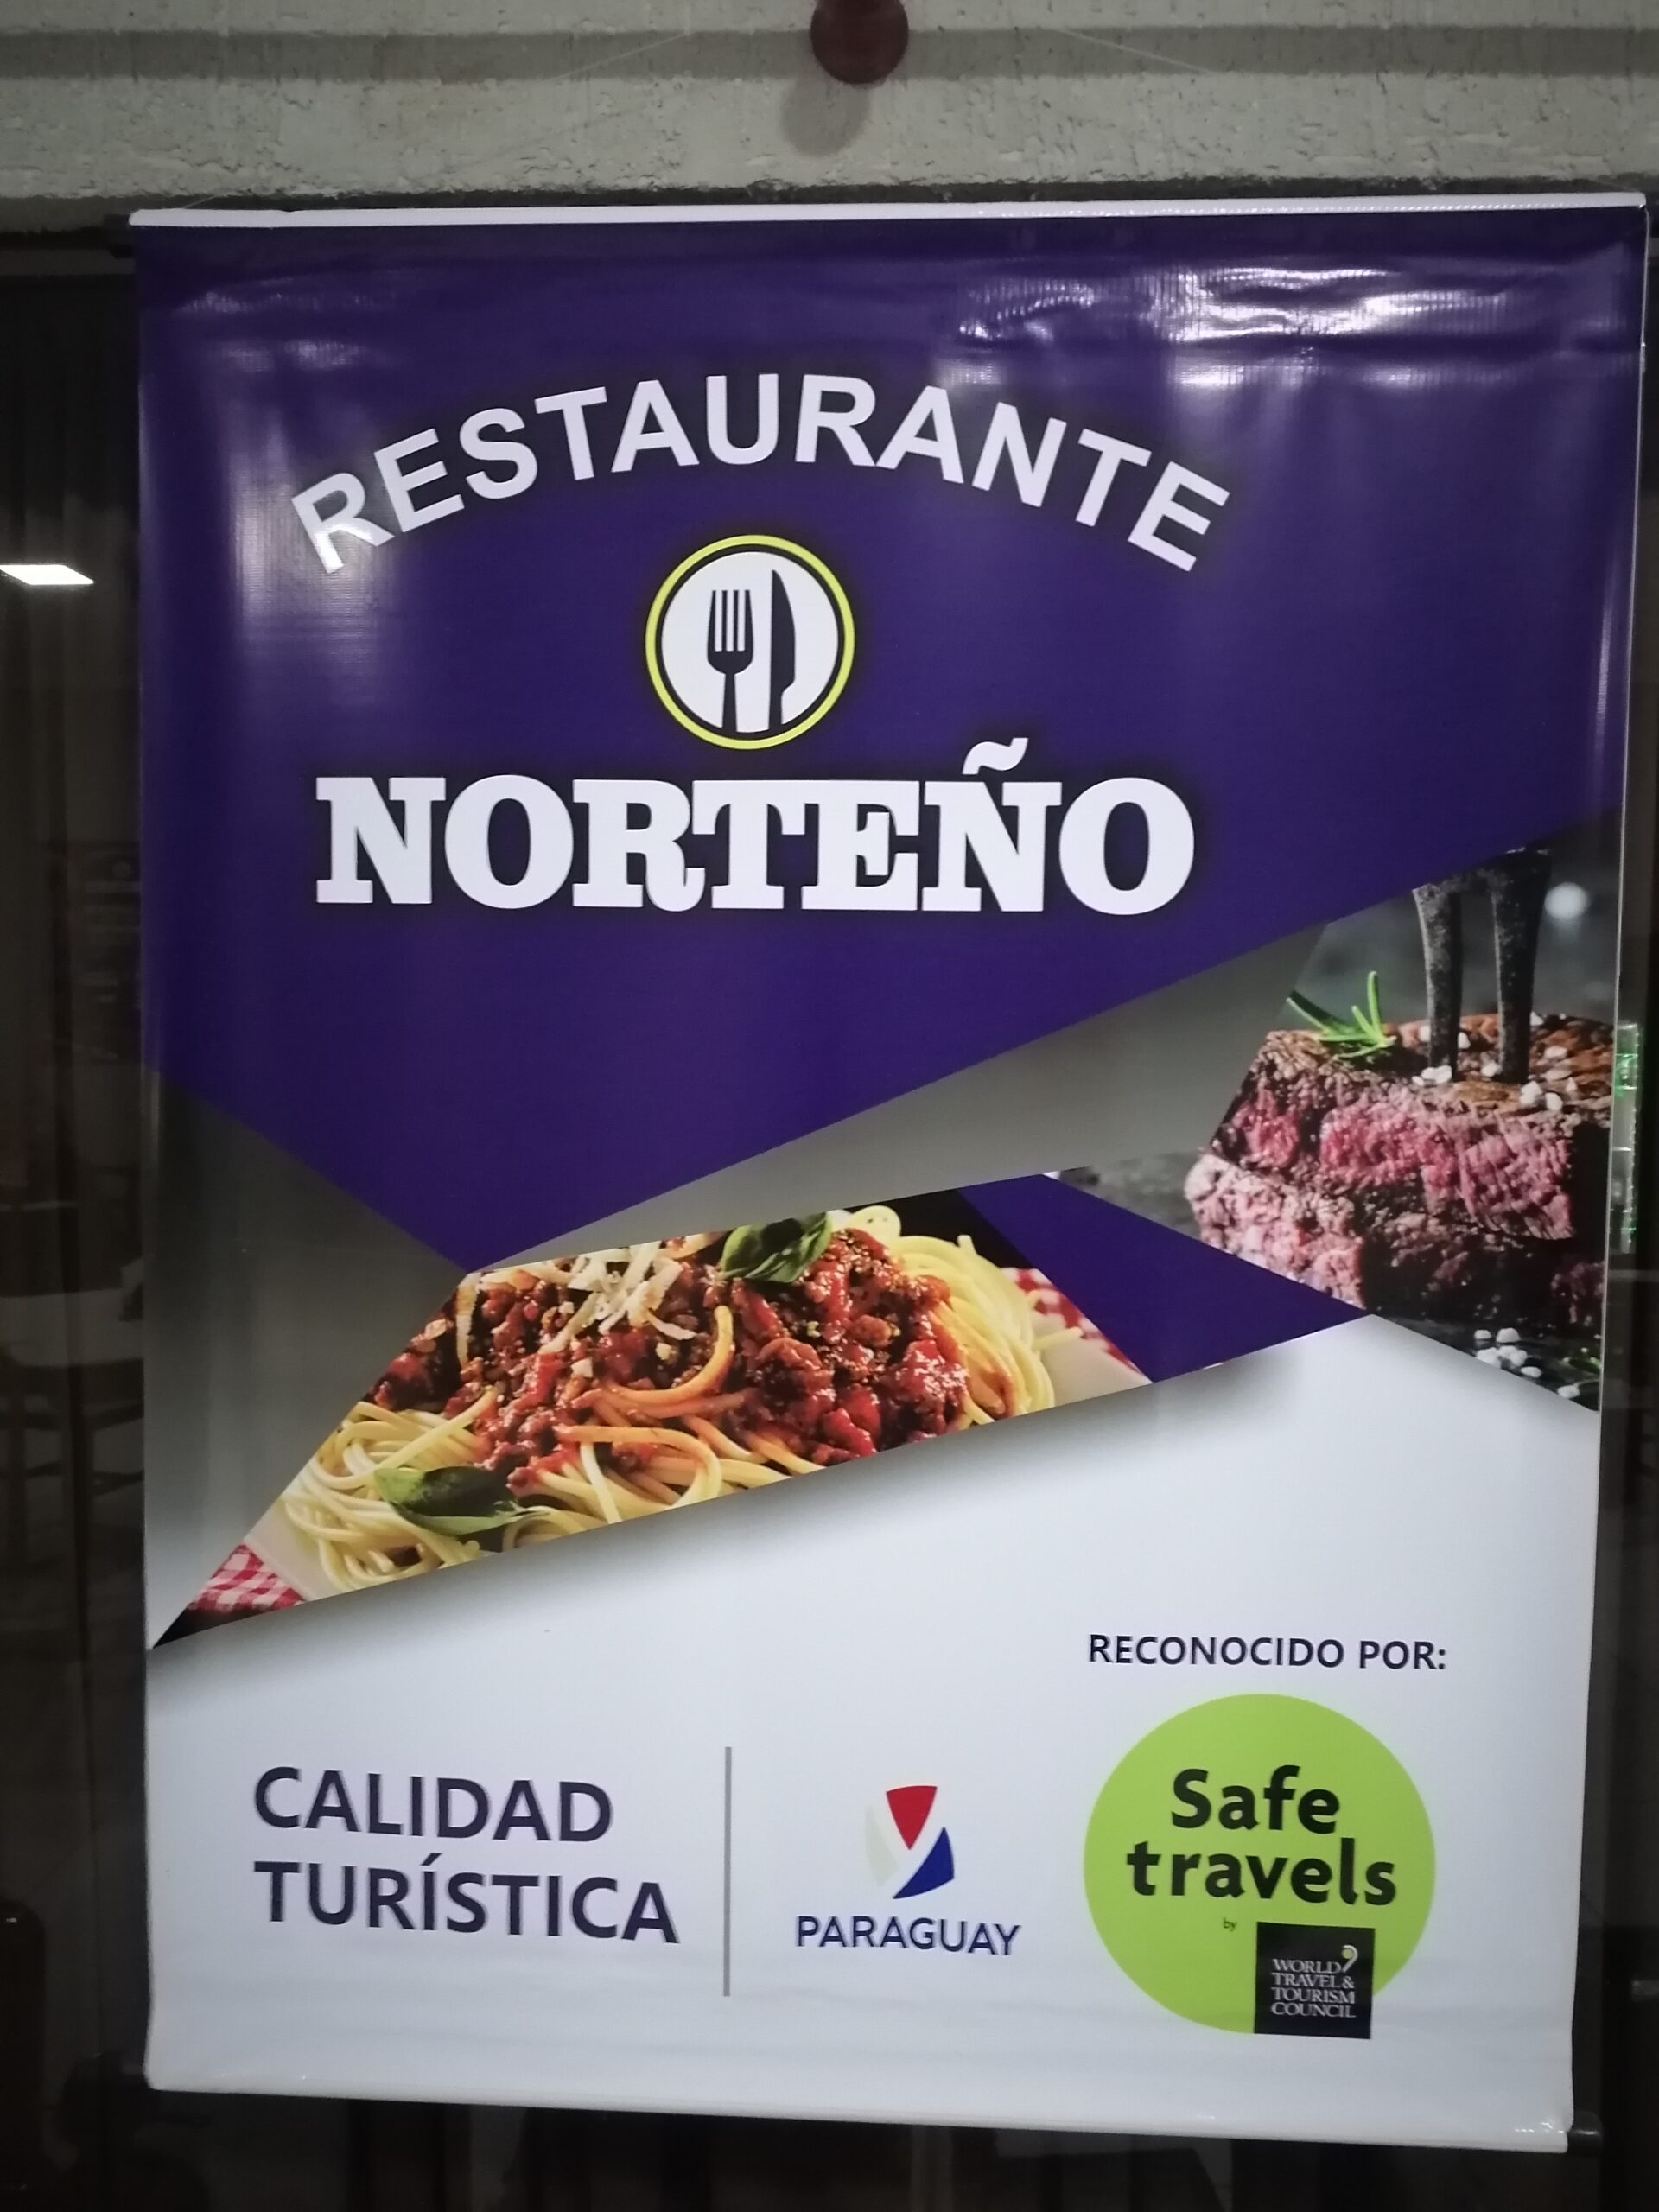 RESTAURANTE
NORTEÑO
RECONOCIDO POR:
CALIDAD
TURÍSTICA
PARAGUAY
Safe
travels
by
WORLD
TRAVEL &
TOURISM
COUNCIL